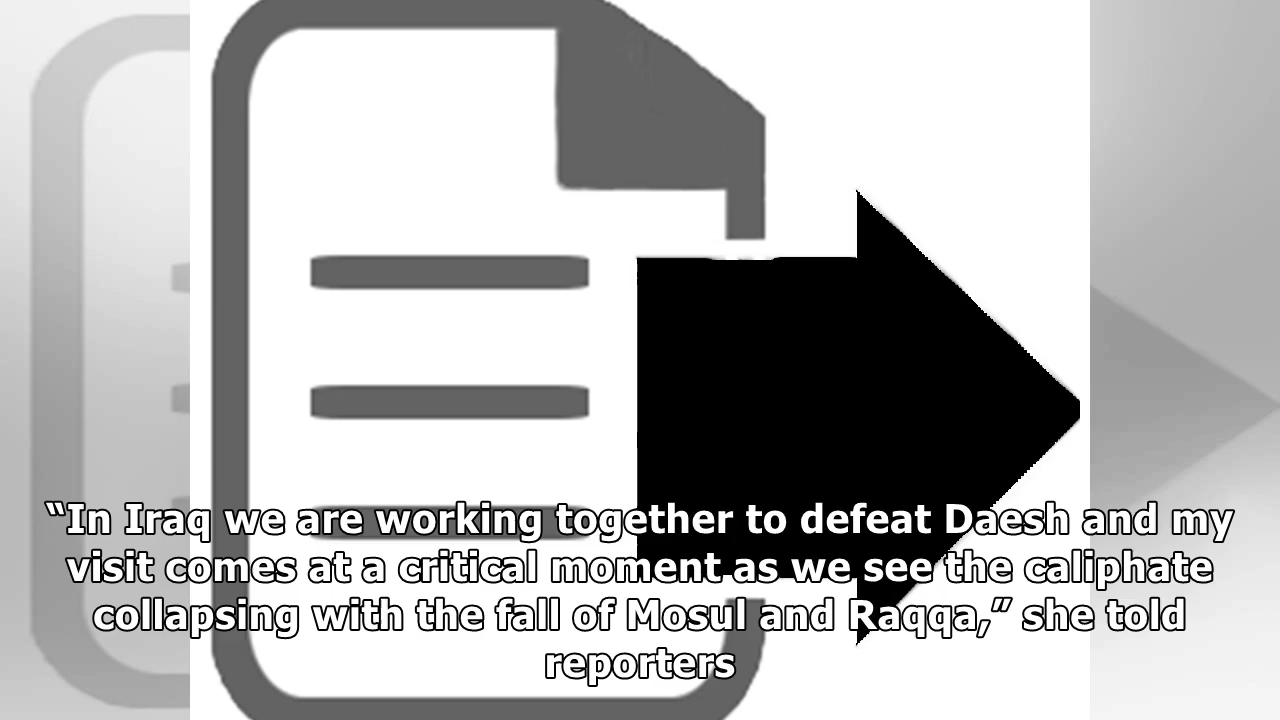 “In Iraq we are working together to defeat Daesh and my
visit comes at a critical moment as we see the caliphate
collapsing with the fall of Mosul and Raqqa,” she told
reporters